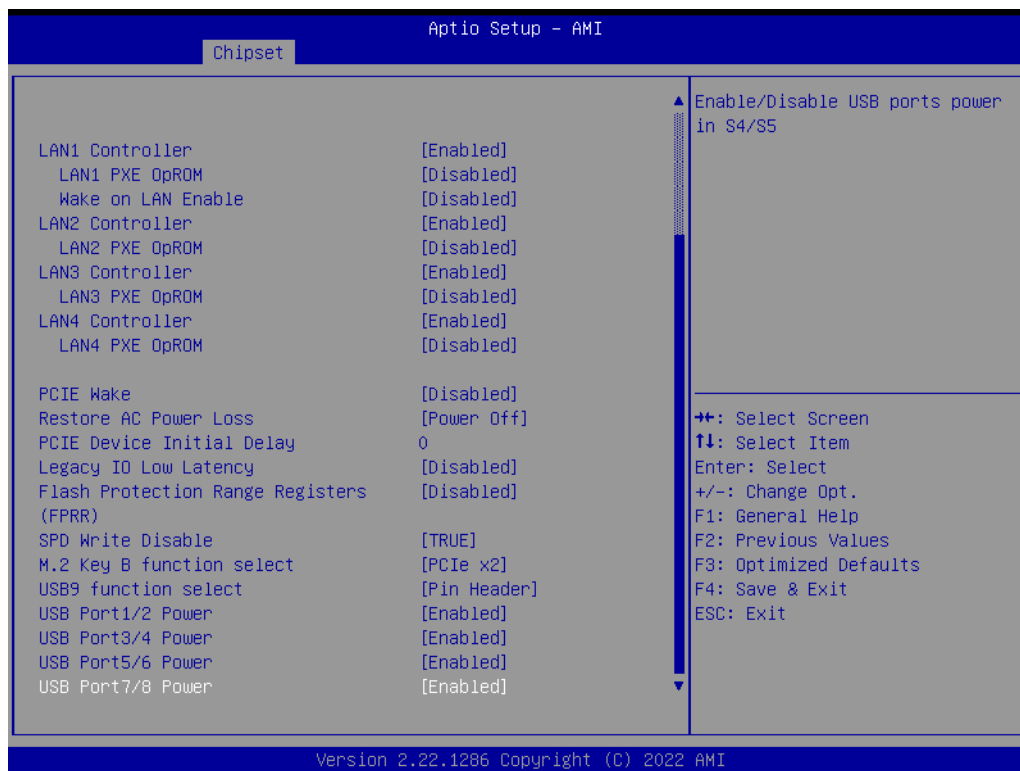 Aptio Setup – AMI
Chipset
LAN1 Controller [Enabled]
LAN1 PXE OpROM [Disabled]
Wake on LAN Enable [Disabled]
LAN2 Controller [Enabled]
LAN2 PXE OpROM [Disabled]
LAN3 Controller [Enabled]
LAN3 PXE OpROM [Disabled]
LAN4 Controller [Enabled]
LAN4 PXE OpROM [Disabled]
PCIE Wake [Disabled]
Restore AC Power Loss [Power Off]
PCIE Device Initial Delay 0
Legacy IO Low Latency [Disabled]
Flash Protection Range Registers [Disabled]
(FPRR)
SPD Write Disable [TRUE]
M.2 Key B function select [PCIe x2]
USB9 function select [Pin Header]
USB Port1/2 Power [Enabled]
USB Port3/4 Power [Enabled]
USB Port5/6 Power [Enabled]
USB Port7/8 Power [Enabled]
Enable/Disable USB ports power
in S4/S5
→←: Select Screen
↑↓: Select Item
Enter: Select
+/-: Change Opt.
F1: General Help
F2: Previous Values
F3: Optimized Defaults
F4: Save & Exit
ESC: Exit
Version 2.22.1286 Copyright (C) 2022 AMI